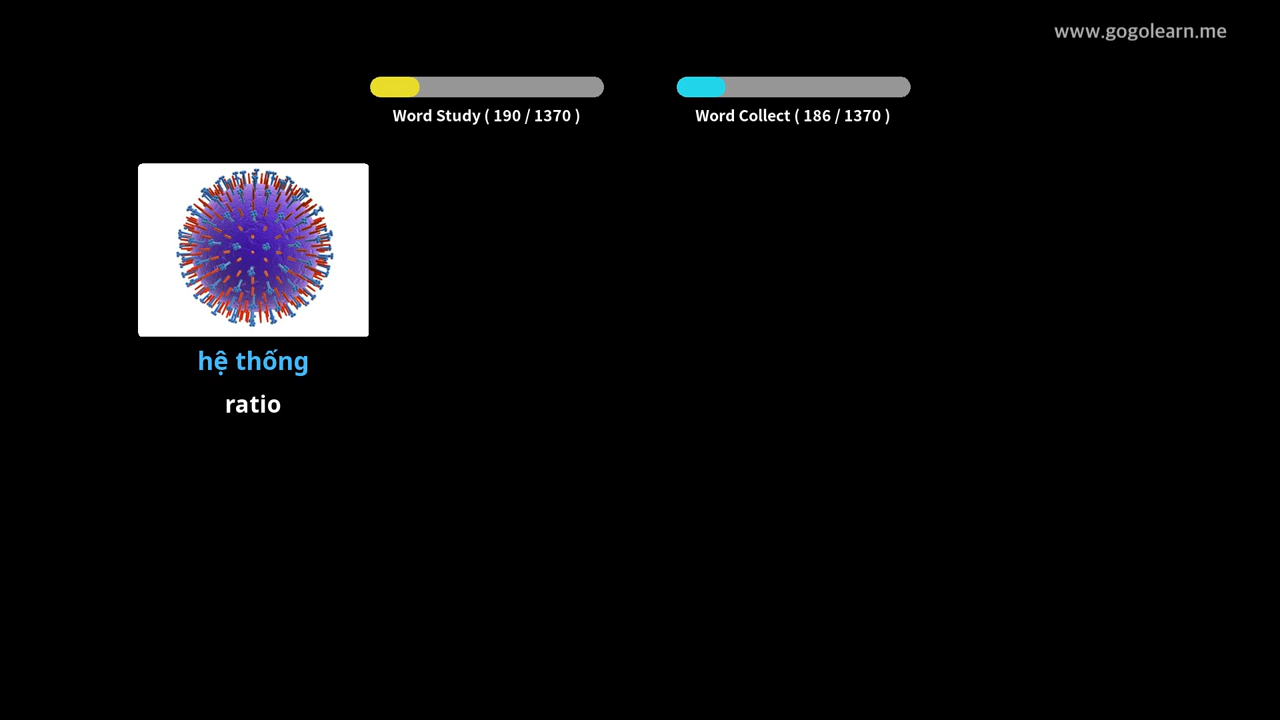 www.gogolearn.me
Word Study ( 190 / 1370 )
Word Collect ( 186 / 1370 )
hệ thống
ratio